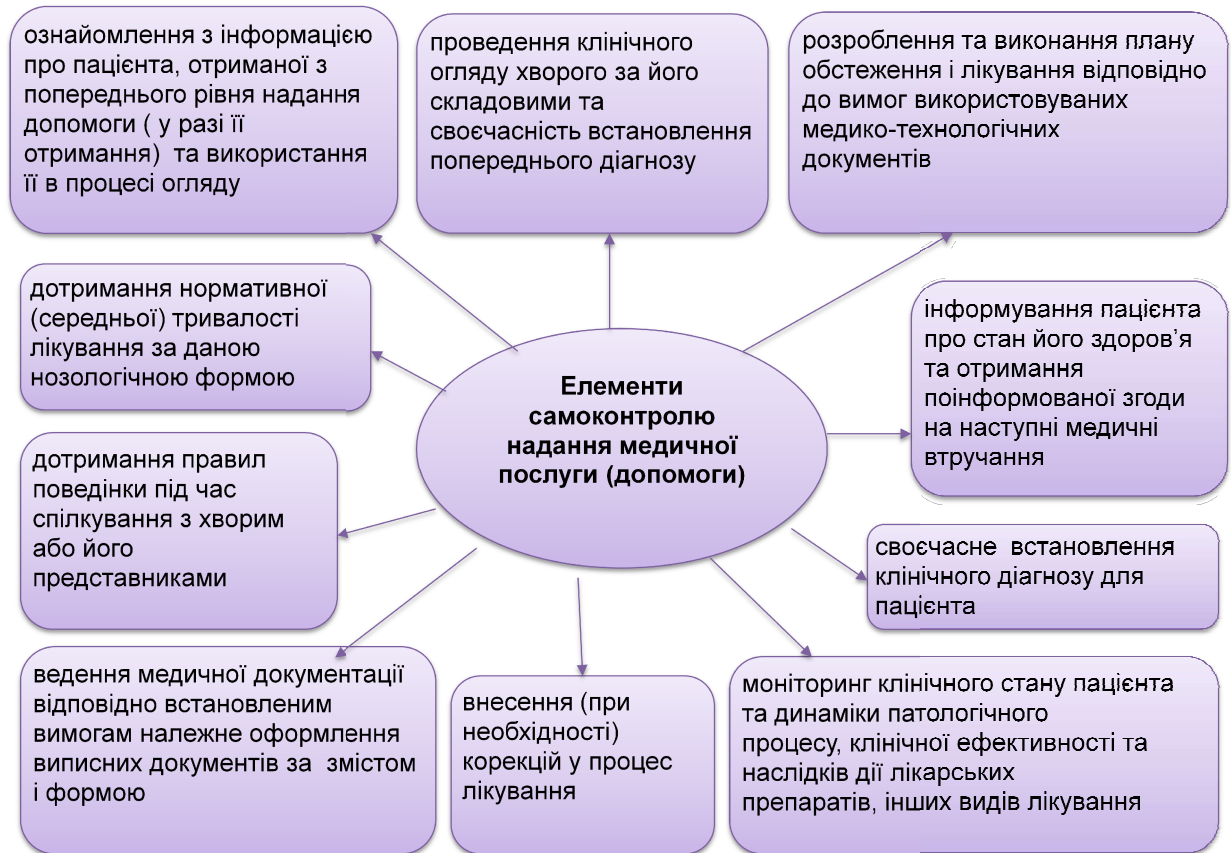 ознайомлення з інформацією
про пацієнта, отриманої з
попереднього рівня надання
допомоги ( у разі її
отримання) та використання
її в процесі огляду
проведення клінічного
огляду хворого за його
складовими та
своєчасність встановлення
попереднього діагнозу
розроблення та виконання плану
обстеження і лікування відповідно
до вимог використовуваних
медико-технологічних
документів
дотримання нормативної
(середньої) тривалості
лікування за даною
нозологічною формою
Елементи
самоконтролю
надання медичної
послуги (допомоги)
інформування пацієнта
про стан його здоров’я
та отримання
поінформованої згоди
на наступні медичні
втручання
дотримання правил
поведінки під час
спілкування з хворим
або його
представниками
своєчасне встановлення
клінічного діагнозу для
пацієнта
ведення медичної документації
відповідно встановленим
вимогам належне оформлення
виписних документів за змістом
і формою
внесення (при
необхідності)
корекцій у процес
лікування
моніторинг клінічного стану пацієнта
та динаміки патологічного
процесу, клінічної ефективності та
наслідків дії лікарських
препаратів, інших видів лікування